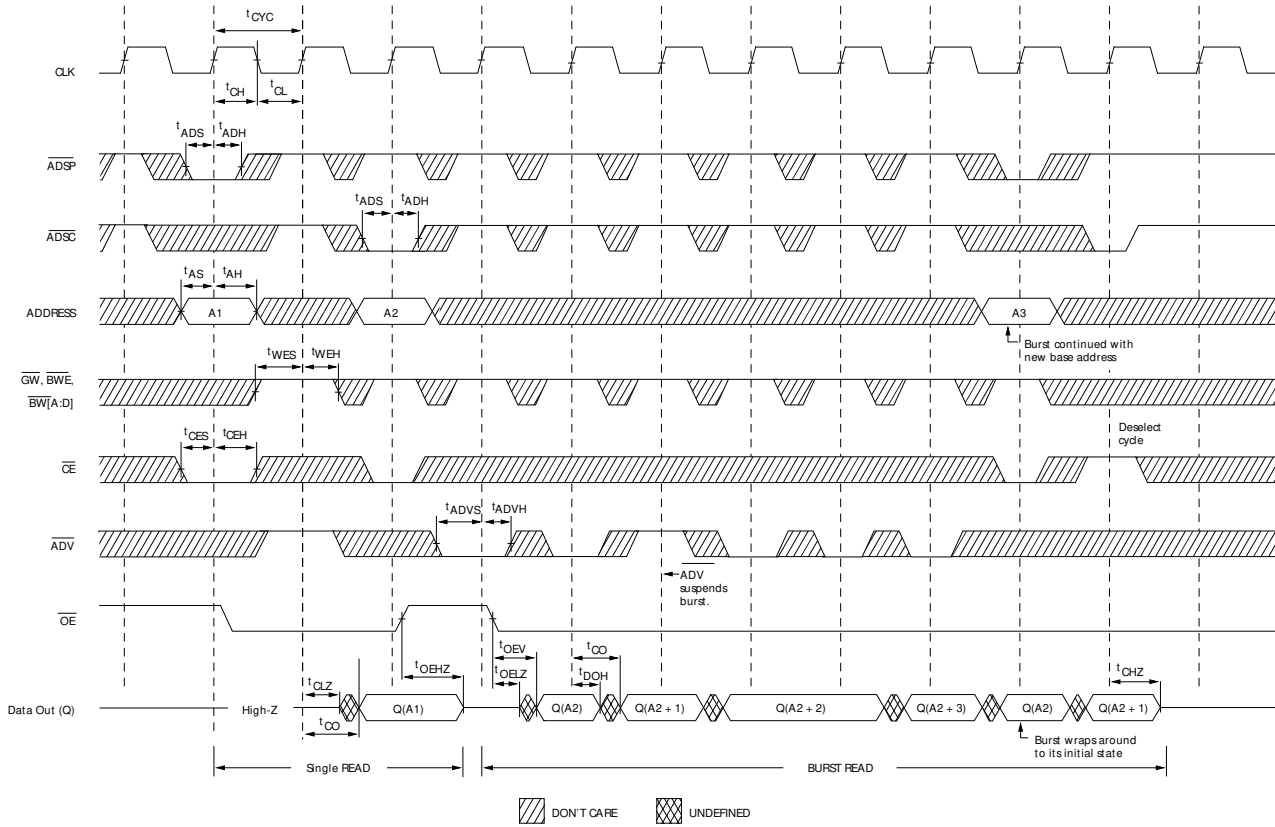 tCYC
CLK
tCH
tCL
tADS
tADH
ADSP
tADS
tADH
ADSC
tAS
tAH
ADDRESS
A1
A2
A3
Burst continued with
new base address
tWES
tWEH
GW, BWE,
BW[A:D]
Deselect
cycle
tCES
tCEH
CE
tADVS
tADVH
ADV
ADV
suspends
burst.
OE
tOEHZ
tOEV
tCO
tOELZ
tDOH
tCHZ
tCLZ
Data Out (Q)
High-Z
Q(A1)
Q(A2)
Q(A2 + 1)
Q(A2 + 2)
Q(A2 + 3)
Q(A2)
Q(A2 + 1)
tCO
Burst wraps around
to its initial state
Single READ
BURST READ
DON'T CARE
UNDEFINED